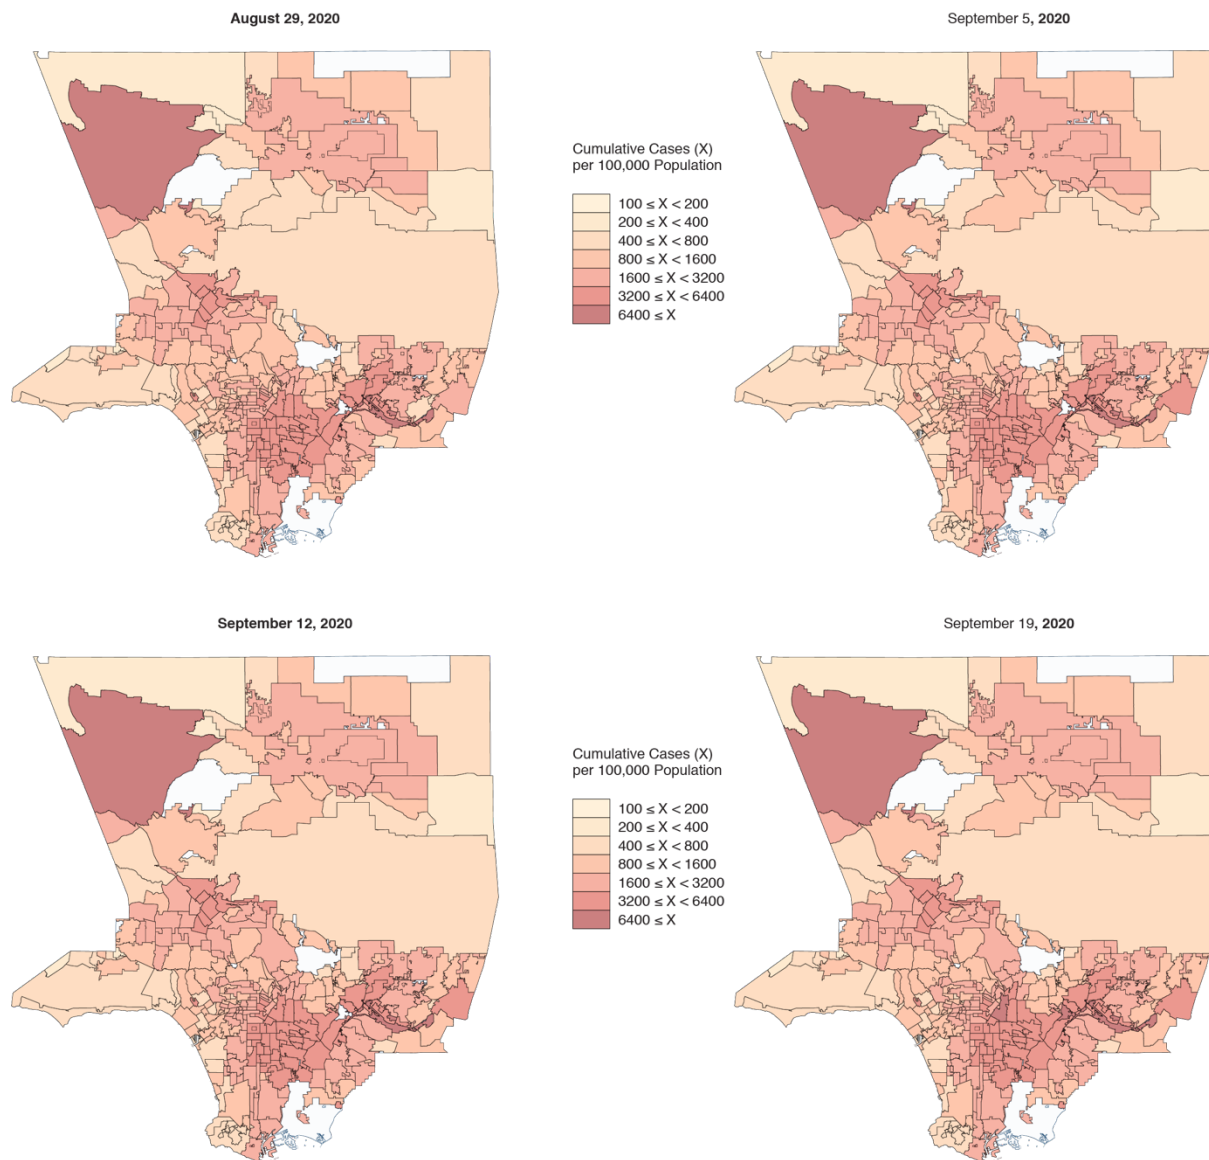 August 29, 2020
September 5, 2020
Cumulative Cases (X)
per 100,000 Population
100 ≤ X < 200
200 ≤ X < 400
400 ≤ X < 800
800 ≤ X < 1600
1600 ≤ X < 3200
3200 ≤ X < 6400
6400 ≤ X
September 12, 2020
September 19, 2020
Cumulative Cases (X)
per 100,000 Population
100 ≤ X < 200
200 ≤ X < 400
400 ≤ X < 800
800 ≤ X < 1600
1600 ≤ X < 3200
3200 ≤ X < 6400
6400 ≤ X